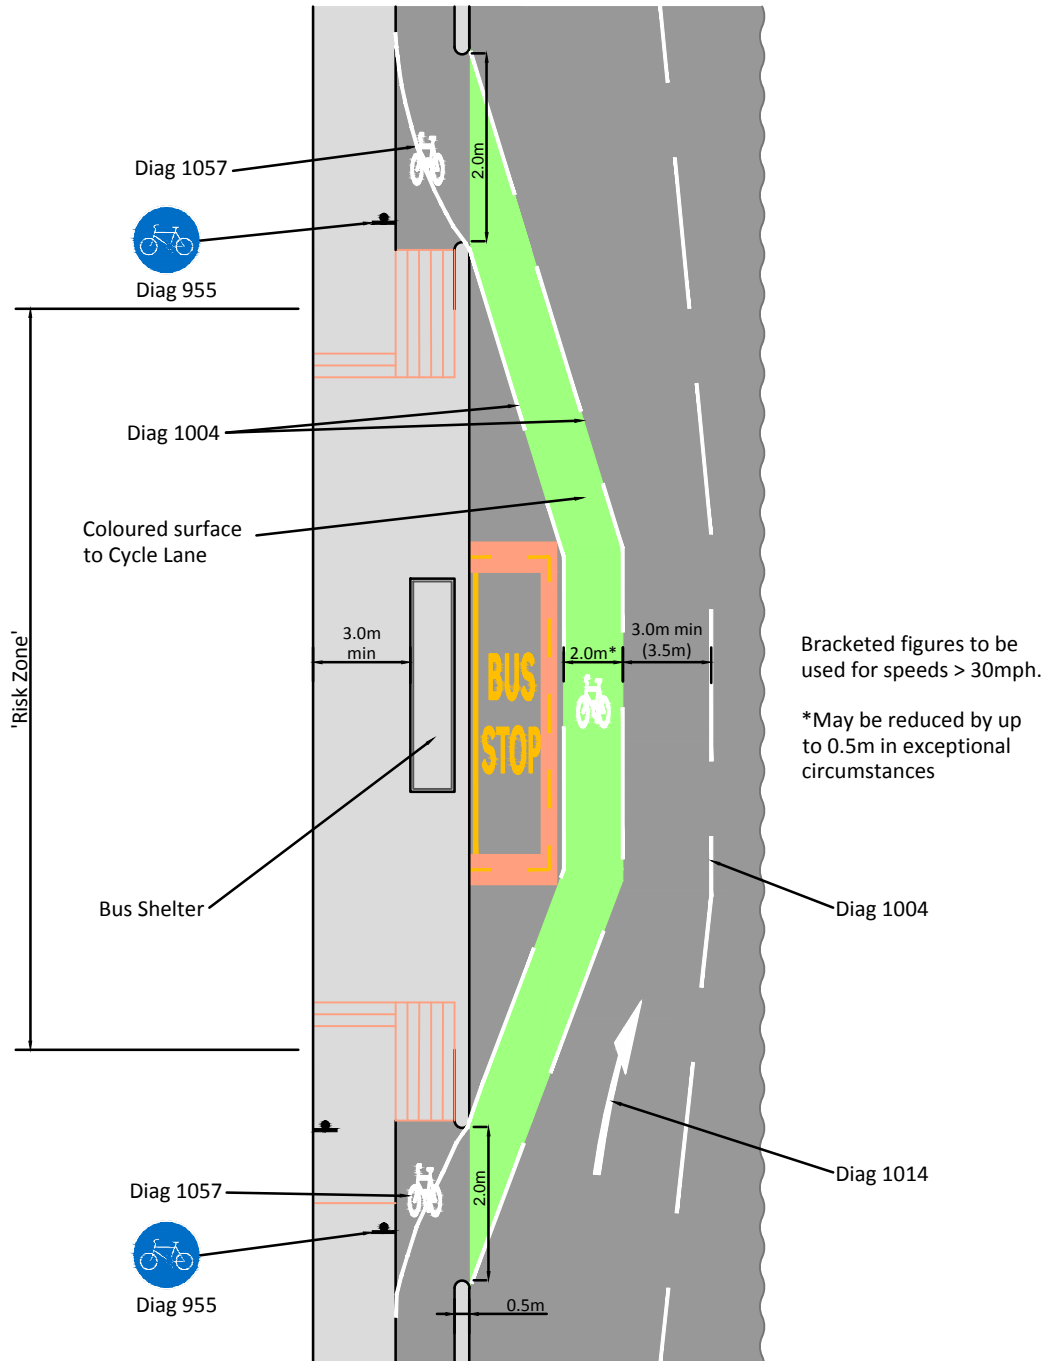 Diag 1057
2.0m
Diag 955
Diag 1004
Coloured surface
to Cycle Lane
'Risk Zone'
3.0m
min
BUS
STOP
2.0m*
3.0m min
(3.5m)
Bracketed figures to be
used for speeds > 30mph.
*May be reduced by up
to 0.5m in exceptional
circumstances
Bus Shelter
Diag 1004
Diag 1014
Diag 1057
2.0m
Diag 955
0.5m